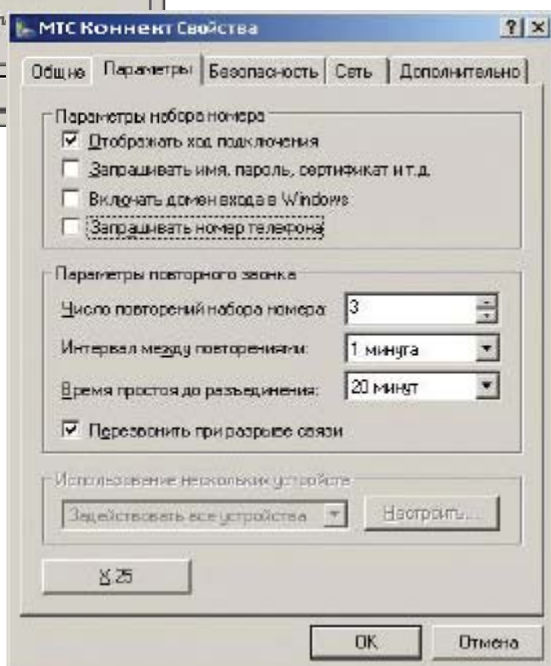 МТС Коннект Свойства
Общие Параметры Безопасность Сеть Дополнительно
Параметры набора номера
Отображать ход подключения
Запрашивать имя, пароль, сертификат и т.д.
Включать домен входа в Windows
Запрашивать номер телефона
Параметры повторного звонка
Число повторений набора номера: 3
Интервал между повторениями: 1 минута
Время простоя до разъединения: 20 минут
Перезвонить при разрыве связи
Использование нескольких устройств
Задействовать все устройства Настроить...
X.25
OK Отмена